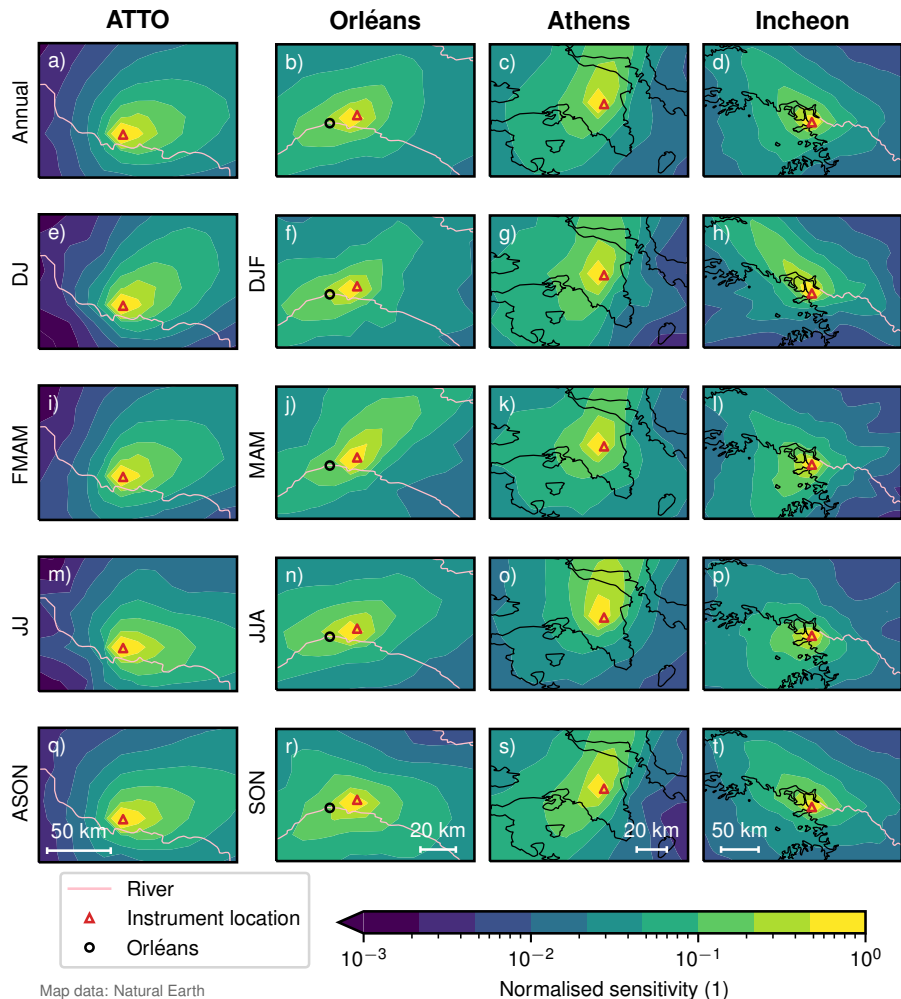 ATTO Orléans Athens Incheon
Annual a) b) c) d)
DJ e) DJF f) g) h)
FMAM i) MAM j) k) l)
JJ m) JJA n) o) p)
ASON q) SON r) s) t)
50 km 20 km 20 km 50 km
River
Instrument location
Orléans
10⁻³ 10⁻² 10⁻¹ 10⁰
Normalised sensitivity (1)
Map data: Natural Earth